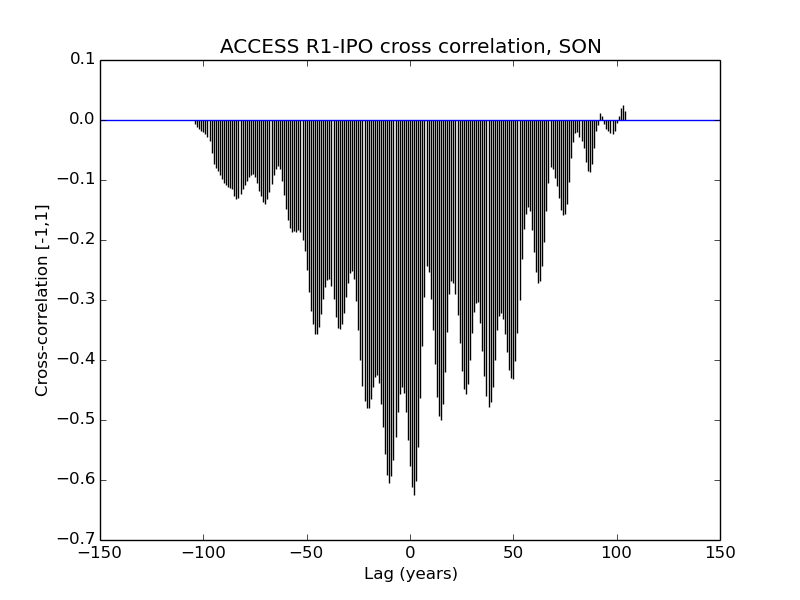 ACCESS R1-IPO cross correlation, SON
0.1
0.0
−0.1
−0.2
−0.3
−0.4
−0.5
−0.6
−0.7
Cross-correlation [-1,1]
−150 −100 −50 0 50 100 150
Lag (years)